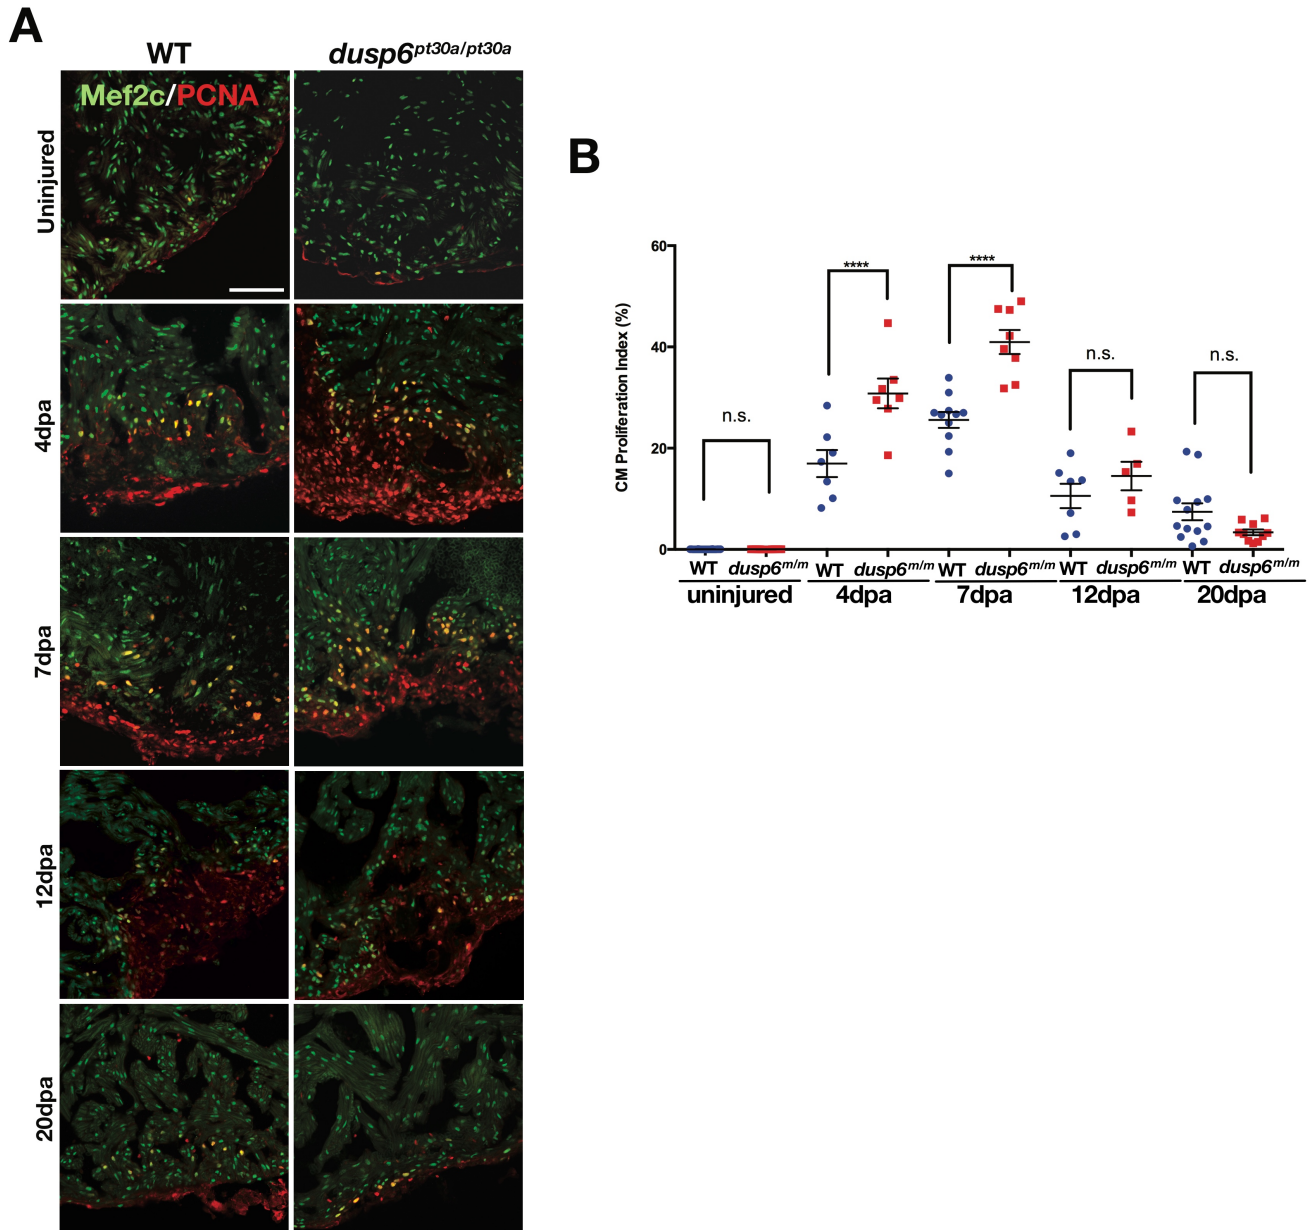 A
WT
dusp6pt30a/pt30a
Mef2c/PCNA
Uninjured
4dpa
7dpa
12dpa
20dpa
B
CM Proliferation Index (%)
60
40
20
0
n.s.
****
****
n.s.
n.s.
WT dusp6m/m WT dusp6m/m WT dusp6m/m WT dusp6m/m WT dusp6m/m
uninjured 4dpa 7dpa 12dpa 20dpa